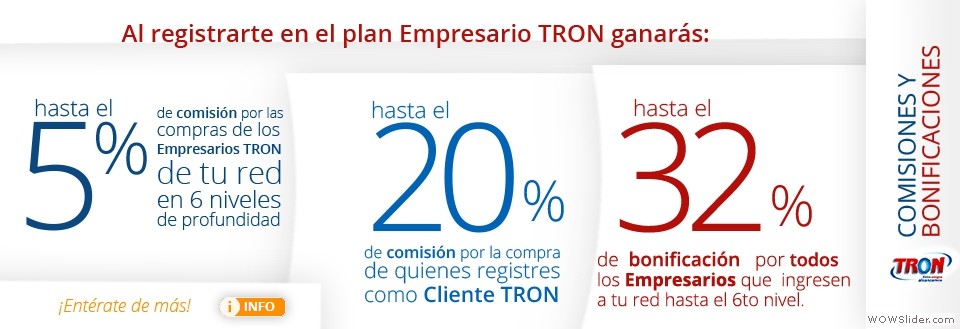 Al registrarte en el plan Empresario TRON ganarás:
hasta el
5%
de comisión por las
compras de los
Empresarios TRON
de tu red
en 6 niveles
de profundidad
hasta el
20%
de comisión por la compra
de quienes registres
como Cliente TRON
hasta el
32%
de bonificación por todos
los Empresarios que ingresen
a tu red hasta el 6to nivel.
¡Entérate de más!
i INFO
COMISIONES Y
BONIFICACIONES
TRON
WOWSlider.com